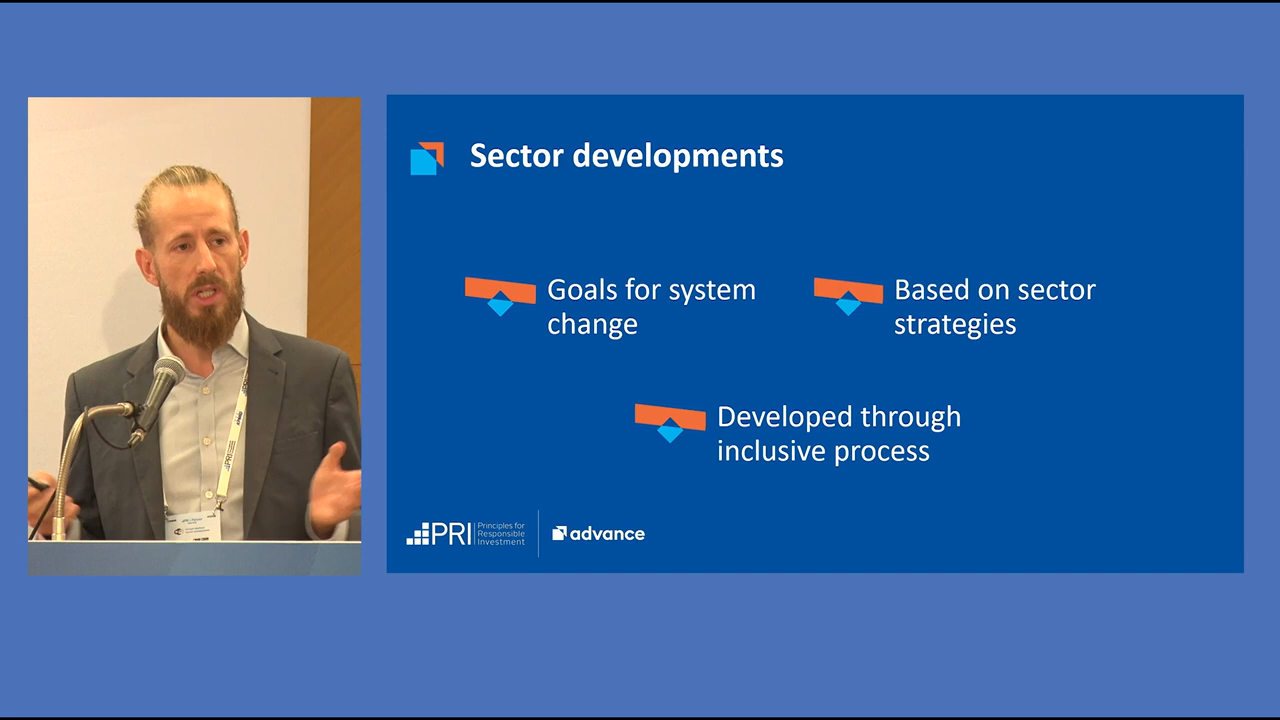 Sector developments
Goals for system
change
Based on sector
strategies
Developed through
inclusive process
PRI
Principles for
Responsible
Investment
advance
PRI